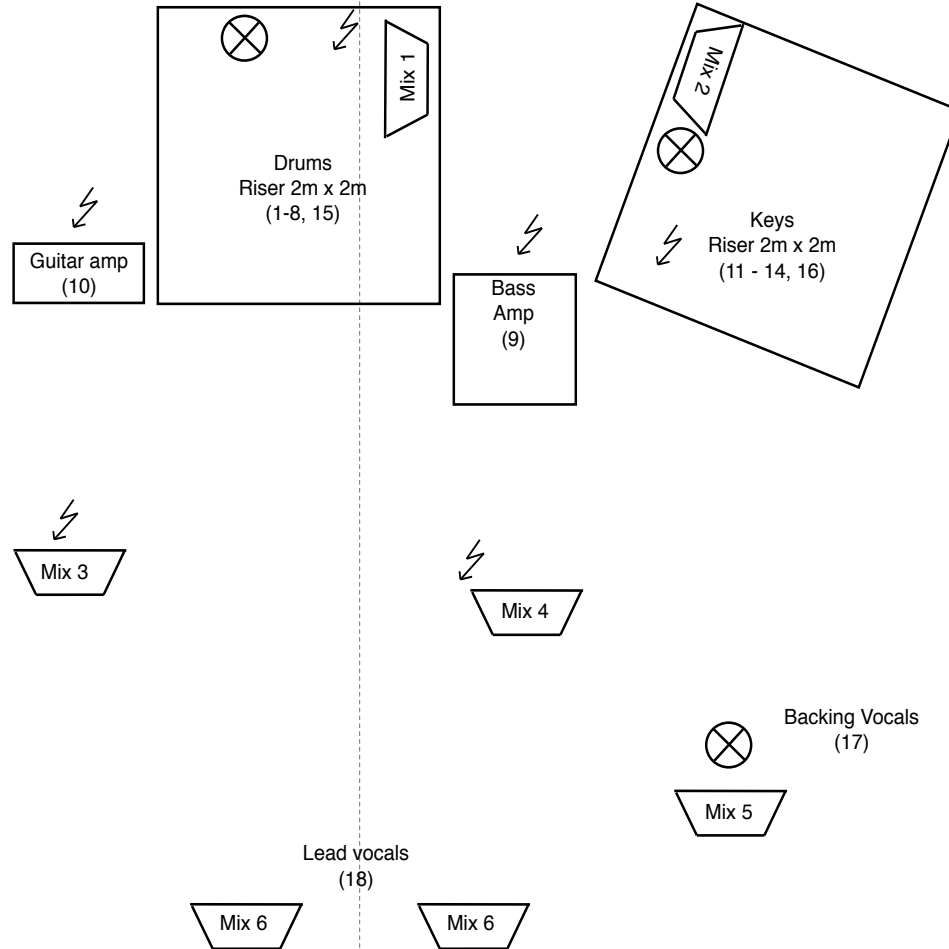 Mix 1
Mix 2
Drums
Riser 2m x 2m
(1-8, 15)
Keys
Riser 2m x 2m
(11 - 14, 16)
Guitar amp
(10)
Bass
Amp
(9)
Mix 3
Mix 4
Backing Vocals
(17)
Mix 5
Lead vocals
(18)
Mix 6
Mix 6